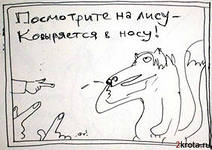 Посмотрите на лису–
Ковыряется в носу!
2krota.ru